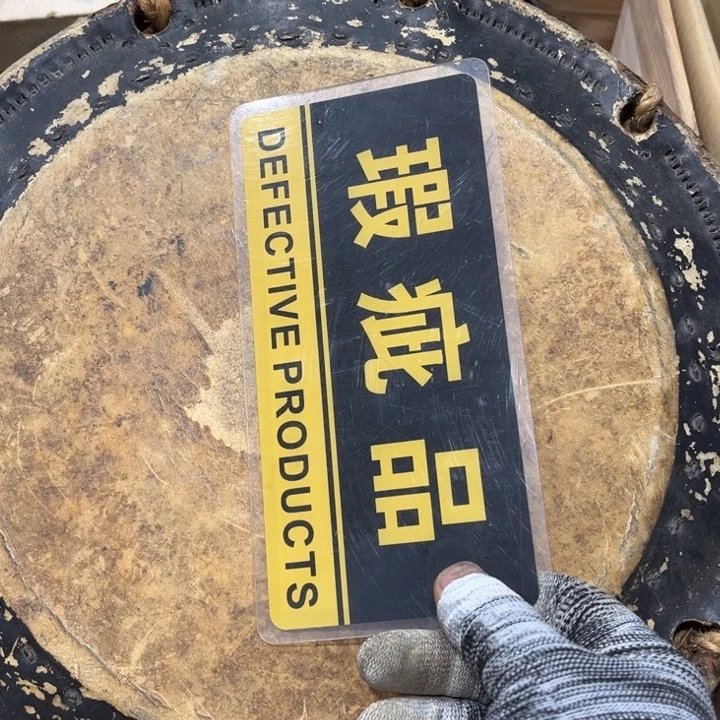 瑕疵品
DEFECTIVE PRODUCTS